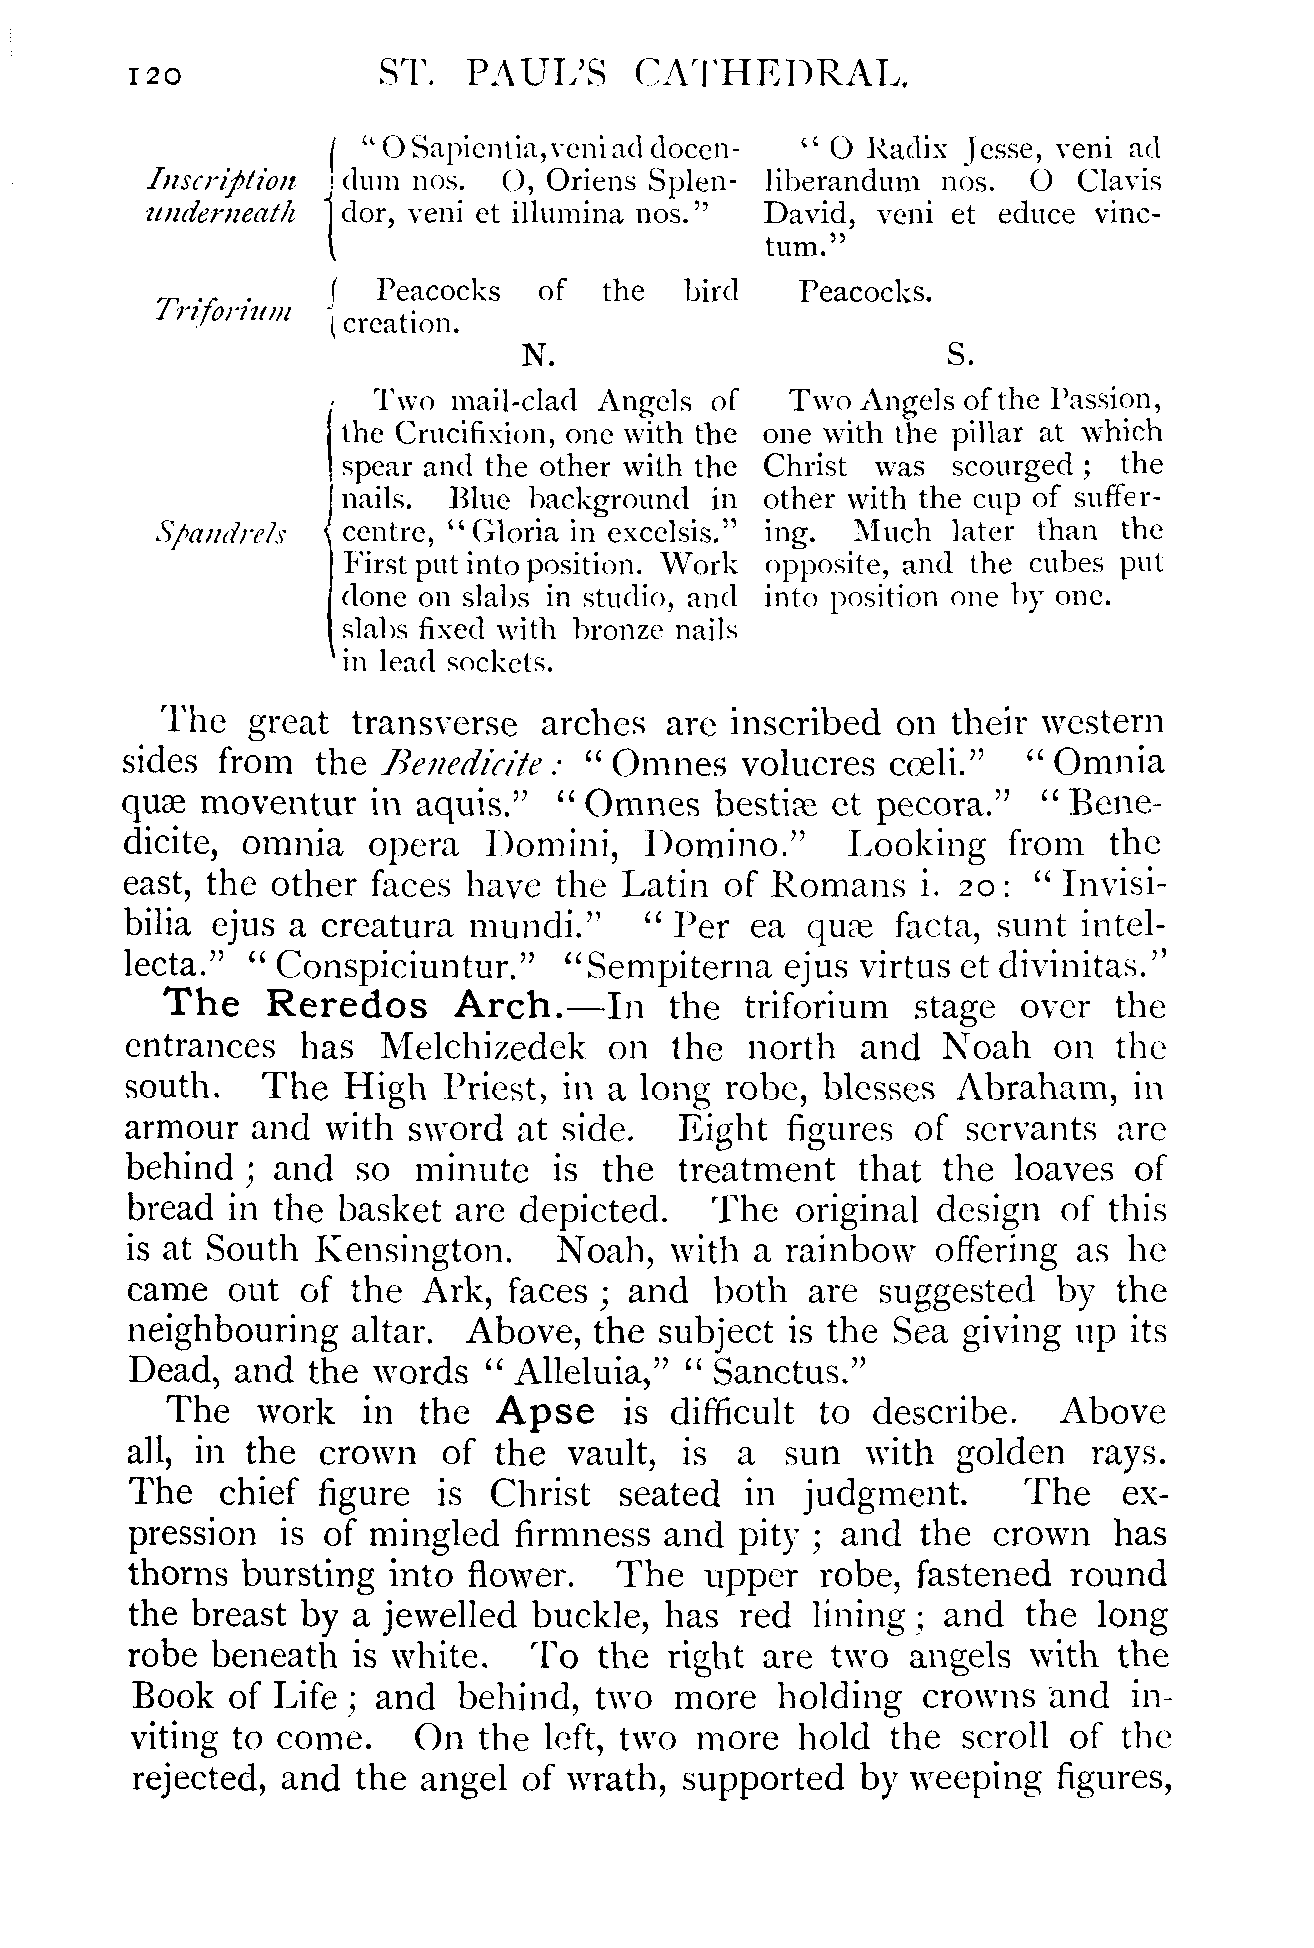 120 ST. PAUL'S CATHEDRAL.
Inscription underneath
“O Sapientia, veni ad docen-
dum nos. O, Oriens Splen-
dor, veni et illumina nos.”
“O Radix Jesse, veni ad
liberandum nos. O Clavis
David, veni et educe vinc-
tum.”
Triforium
Peacocks of the bird
creation.
Peacocks.
N. S.
Spandrels
Two mail-clad Angels of
the Crucifixion, one with the
spear and the other with the
nails. Blue background in
centre, “Gloria in excelsis.”
First put into position. Work
done on slabs in studio, and
slabs fixed with bronze nails
in lead sockets.
Two Angels of the Passion,
one with the pillar at which
Christ was scourged; the
other with the cup of suffer-
ing. Much later than the
opposite, and the cubes put
into position one by one.
The great transverse arches are inscribed on their western
sides from the Benedicite: “Omnes volucres cœli.” “Omnia
quæ moventur in aquis.” “Omnes bestiæ et pecora.” “Bene-
dicite, omnia opera Domini, Domino.” Looking from the
east, the other faces have the Latin of Romans i. 20: “Invisi-
bilia ejus a creatura mundi.” “Per ea quæ facta, sunt intel-
lecta.” “Conspiciuntur.” “Sempiterna ejus virtus et divinitas.”
The Reredos Arch.—In the triforium stage over the
entrances has Melchizedek on the north and Noah on the
south. The High Priest, in a long robe, blesses Abraham, in
armour and with sword at side. Eight figures of servants are
behind; and so minute is the treatment that the loaves of
bread in the basket are depicted. The original design of this
is at South Kensington. Noah, with a rainbow offering as he
came out of the Ark, faces; and both are suggested by the
neighbouring altar. Above, the subject is the Sea giving up its
Dead, and the words “Alleluia,” “Sanctus.”
The work in the Apse is difficult to describe. Above
all, in the crown of the vault, is a sun with golden rays.
The chief figure is Christ seated in judgment. The ex-
pression is of mingled firmness and pity; and the crown has
thorns bursting into flower. The upper robe, fastened round
the breast by a jewelled buckle, has red lining; and the long
robe beneath is white. To the right are two angels with the
Book of Life; and behind, two more holding crowns and in-
viting to come. On the left, two more hold the scroll of the
rejected, and the angel of wrath, supported by weeping figures,